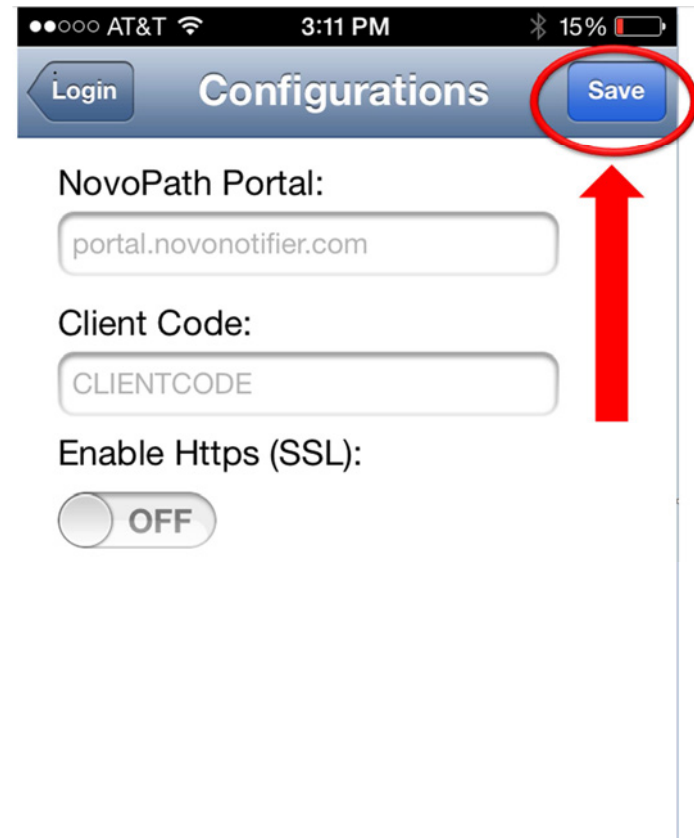 AT&T 3:11 PM 15%
Login Configurations Save
NovoPath Portal:
portal.novonotifier.com
Client Code:
CLIENTCODE
Enable Https (SSL):
OFF